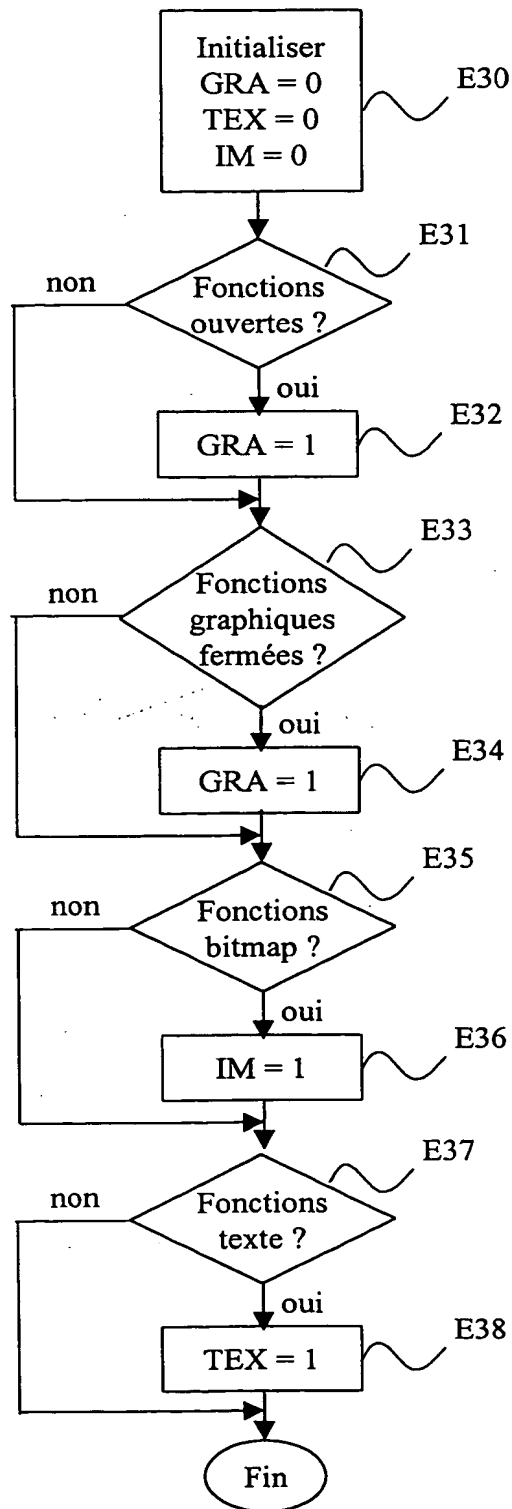 Initialiser
GRA = 0
TEX = 0
IM = 0
E30
E31
non
Fonctions
ouvertes ?
oui
E32
GRA = 1
E33
non
Fonctions
graphiques
fermées ?
oui
E34
GRA = 1
E35
non
Fonctions
bitmap ?
oui
E36
IM = 1
E37
non
Fonctions
texte ?
oui
E38
TEX = 1
Fin